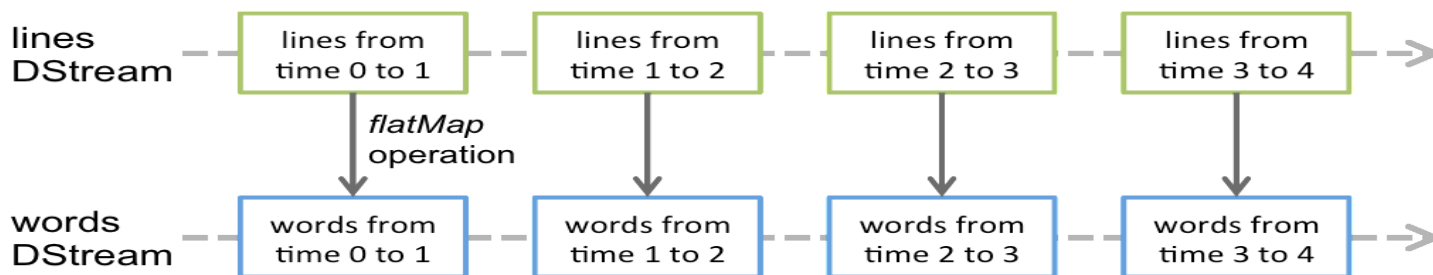 lines
DStream
lines from
time 0 to 1
lines from
time 1 to 2
lines from
time 2 to 3
lines from
time 3 to 4
flatMap
operation
words
DStream
words from
time 0 to 1
words from
time 1 to 2
words from
time 2 to 3
words from
time 3 to 4